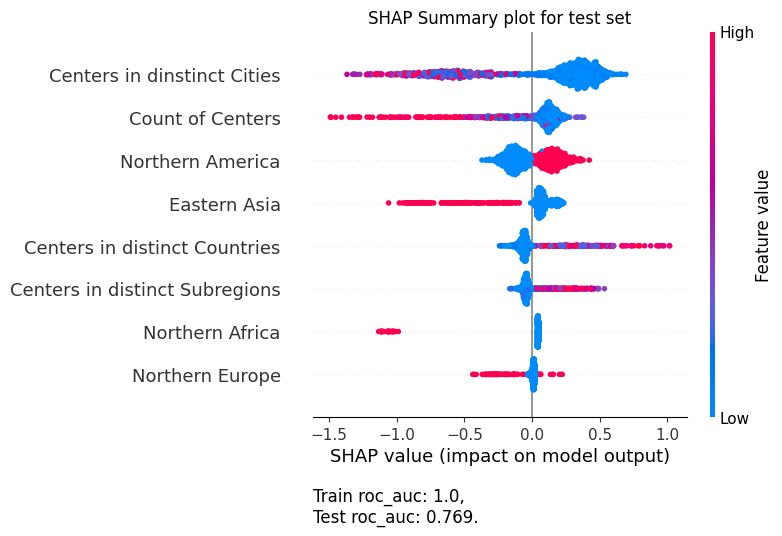 SHAP Summary plot for test set
High
Centers in dinstinct Cities
Count of Centers
Northern America
Eastern Asia
Centers in distinct Countries
Centers in distinct Subregions
Northern Africa
Northern Europe
Feature value
Low
−1.5 −1.0 −0.5 0.0 0.5 1.0
SHAP value (impact on model output)
Train roc_auc: 1.0,
Test roc_auc: 0.769.